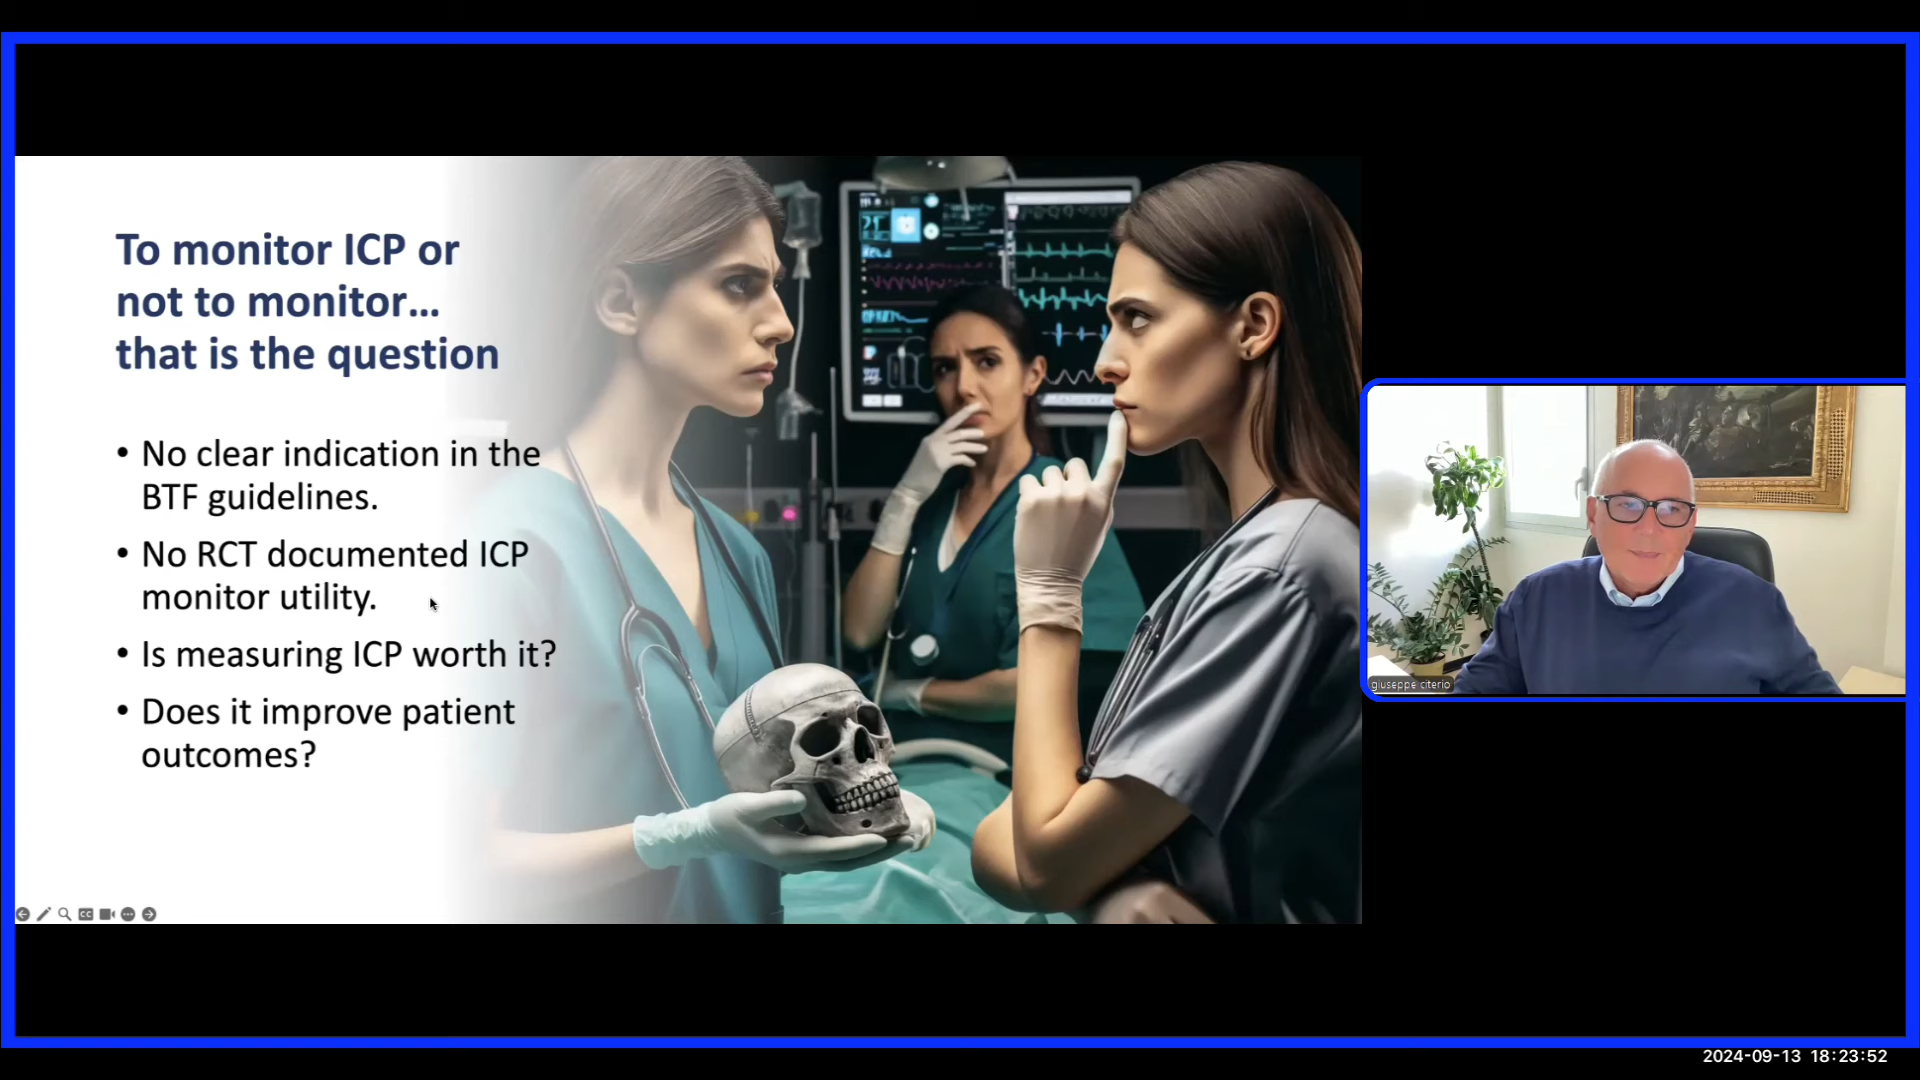 To monitor ICP or
not to monitor...
that is the question
• No clear indication in the
BTF guidelines.
• No RCT documented ICP
monitor utility.
• Is measuring ICP worth it?
• Does it improve patient
outcomes?
CC
giuseppe citerio
2024-09-13 18:23:52